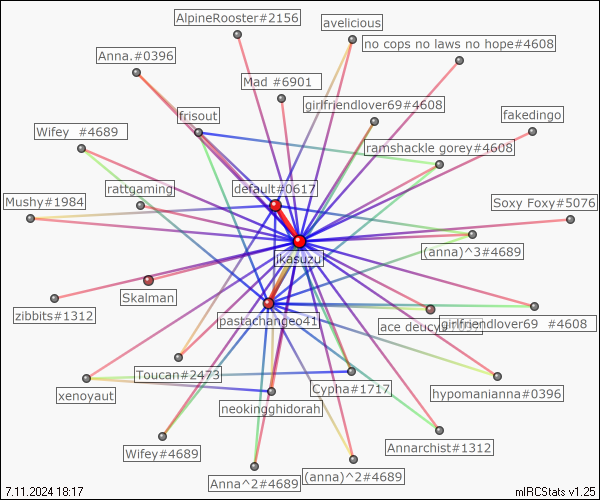 AlpineRooster#2156
avelicious
no cops no laws no hope#4608
Anna.#0396
Mad #6901
girlfriendlover69#4608
frisout
fakedingo
Wifey #4689
ramshackle gorey#4608
rattgaming
default#0617
Mushy#1984
Soxy Foxy#5076
(anna)^3#4689
ikasuzu
Skalman
zibbits#1312
pastachangeo41
ace deucy
girlfriendlover69 #4608
Toucan#2473
Cypha#1717
hypomanianna#0396
xenoyaut
neokingghidorah
Wifey#4689
Annarchist#1312
Anna^2#4689
(anna)^2#4689
7.11.2024 18:17
mIRCStats v1.25